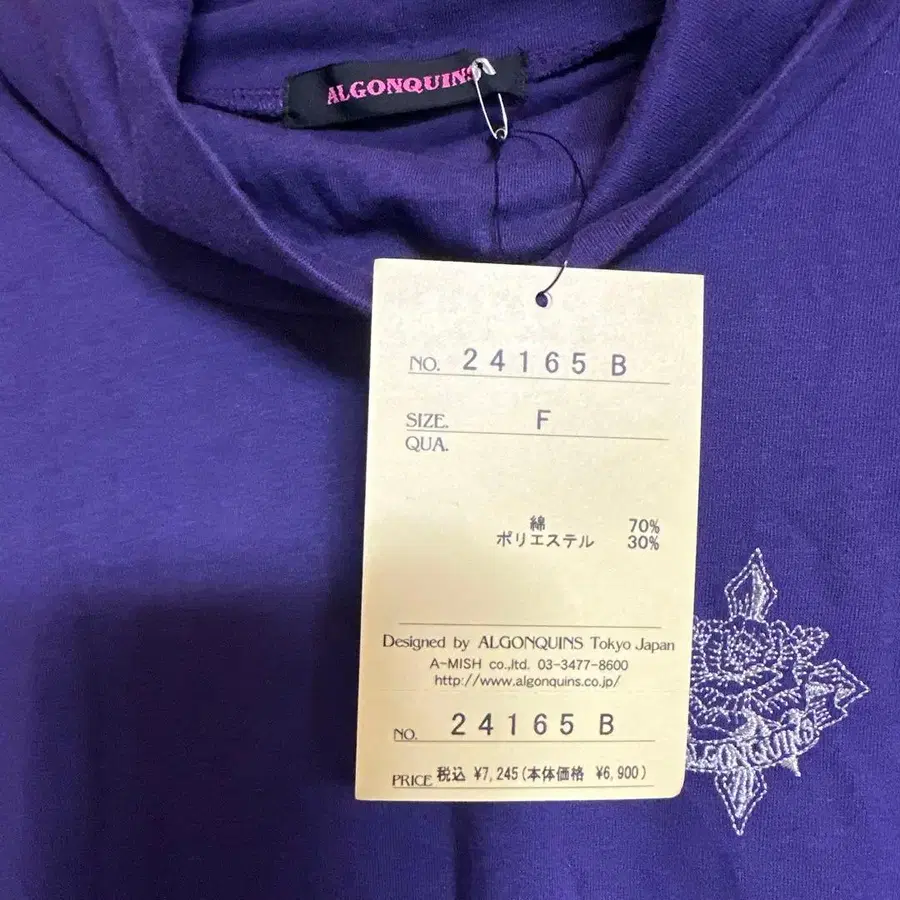 ALGONQUINS
NO. 24165 B
SIZE. F
QUA.
綿 70%
ポリエステル 30%
Designed by ALGONQUINS Tokyo Japan
A-MISH co.,ltd. 03-3477-8600
http://www.algonquins.co.jp/
NO. 24165 B
PRICE 税込 ¥7,245(本体価格 ¥6,900)
ALGONQUINS